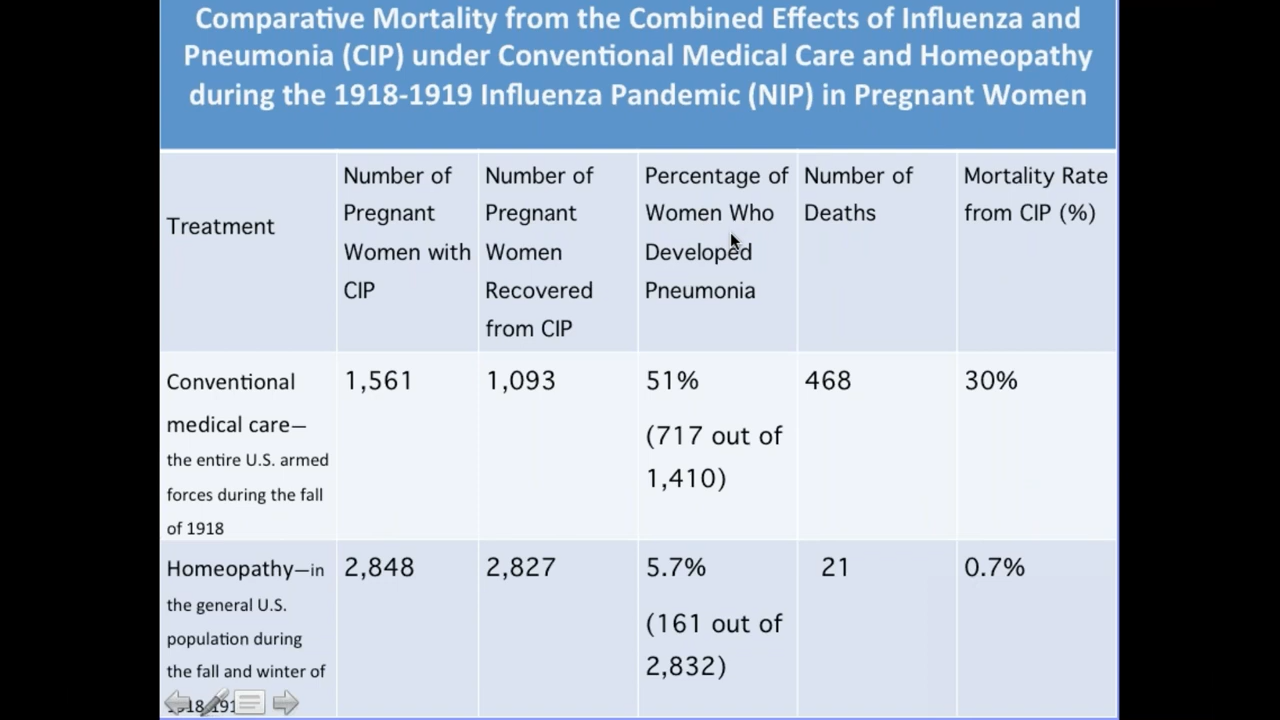 Comparative Mortality from the Combined Effects of Influenza and
Pneumonia (CIP) under Conventional Medical Care and Homeopathy
during the 1918-1919 Influenza Pandemic (NIP) in Pregnant Women
Treatment
Number of
Pregnant
Women with
CIP
Number of
Pregnant
Women
Recovered
from CIP
Percentage of
Women Who
Developed
Pneumonia
Number of
Deaths
Mortality Rate
from CIP (%)
Conventional
medical care—
the entire U.S. armed
forces during the fall
of 1918
1,561
1,093
51%
(717 out of
1,410)
468
30%
Homeopathy—in
the general U.S.
population during
the fall and winter of
2,848
2,827
5.7%
(161 out of
2,832)
21
0.7%